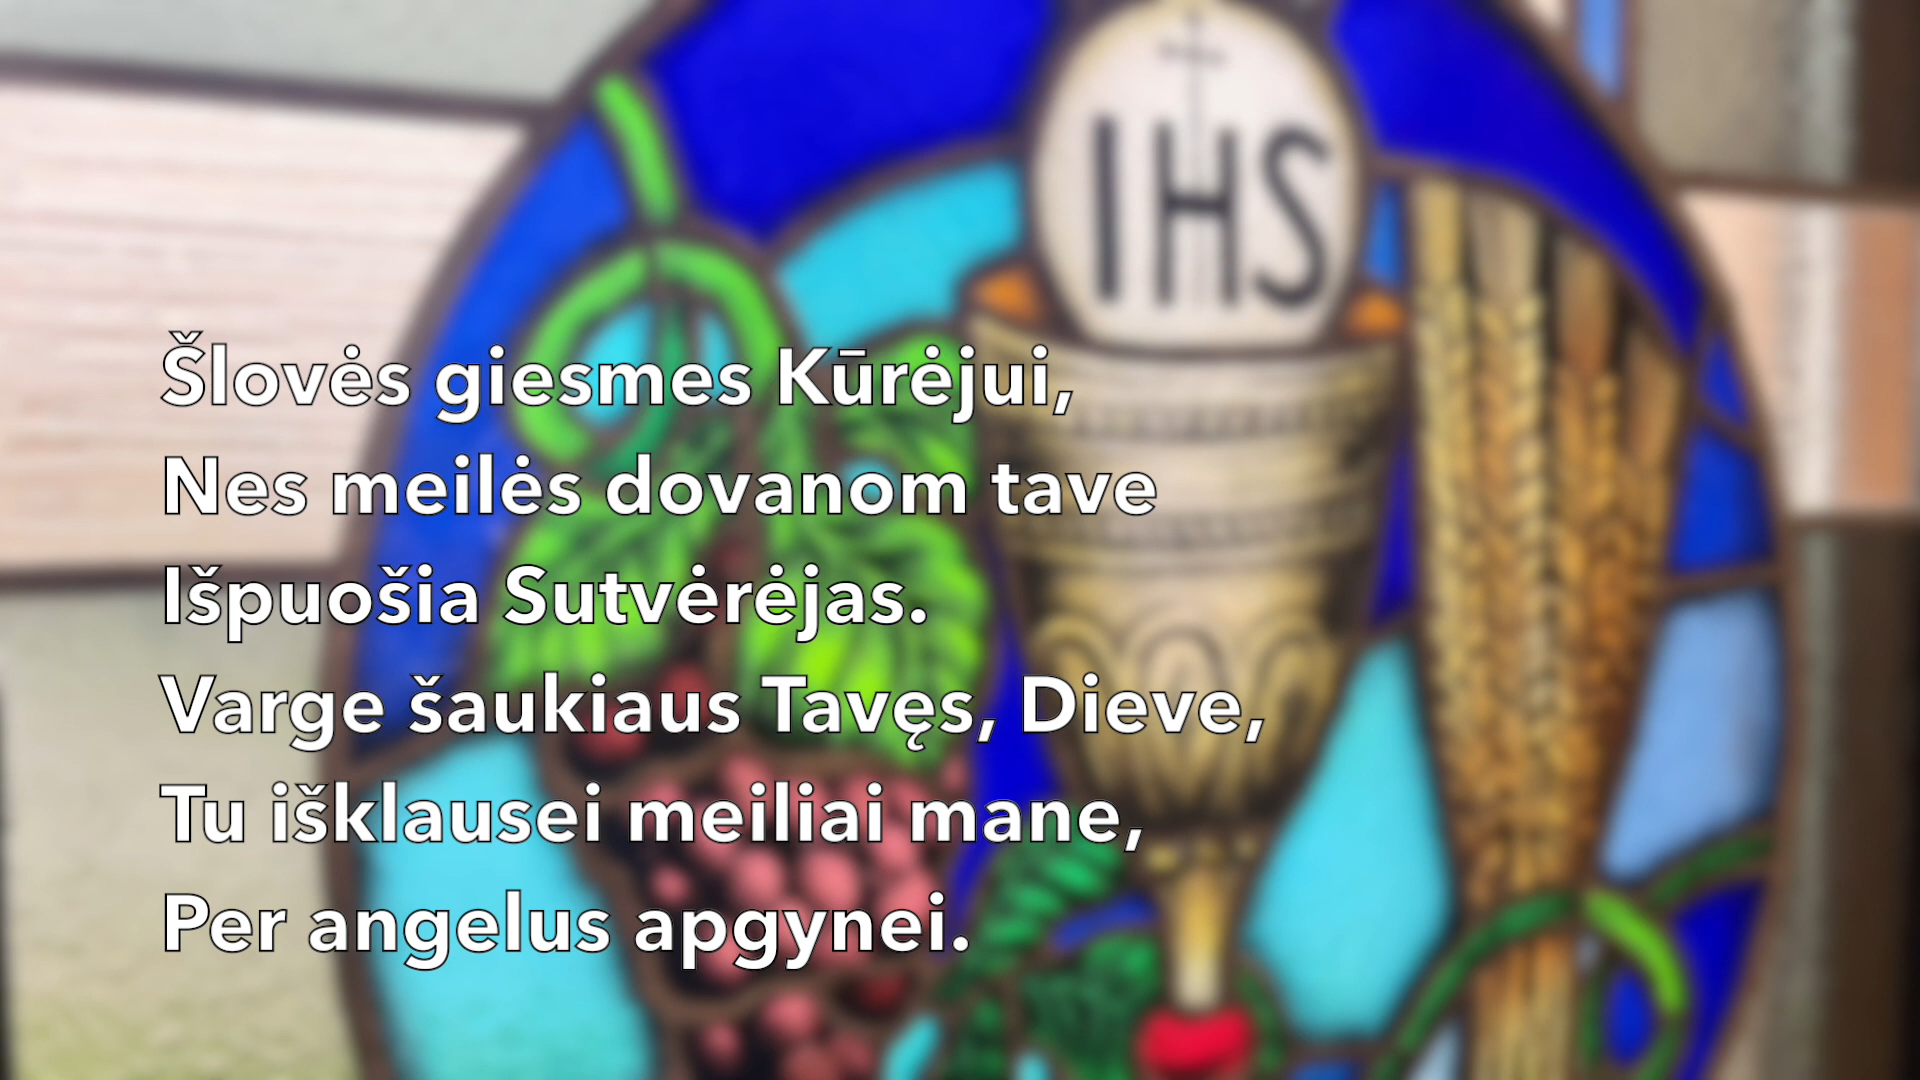 IHS
Šlovės giesmes Kūrėjui,
Nes meilės dovanom tave
Išpuošia Sutvėrėjas.
Varge šaukiaus Tavęs, Dieve,
Tu išklausei meiliai mane,
Per angelus apgynei.